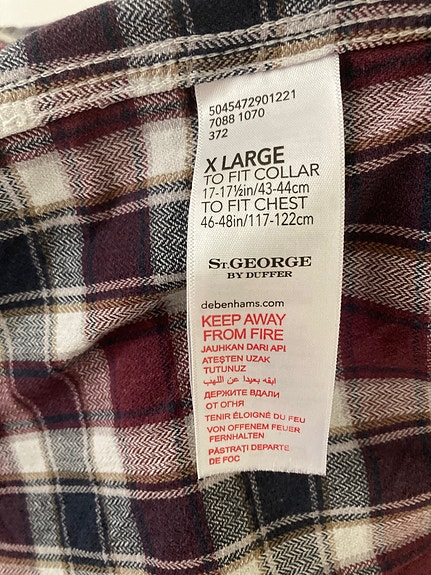 5045472901221
7088 1070
372
X LARGE
TO FIT COLLAR
17-17½in/43-44cm
TO FIT CHEST
46-48in/117-122cm
ST.GEORGE
BY DUFFER
debenhams.com
KEEP AWAY
FROM FIRE
JAUHKAN DARI API
ATEŞTEN UZAK
TUTUNUZ
ابقه بعيدا عن اللهب
ДЕРЖИТЕ ВДАЛИ
ОТ ОГНЯ
TENIR ÉLOIGNÉ DU FEU
VON OFFENEM FEUER
FERNHALTEN
PĂSTRAȚI DEPARTE
DE FOC